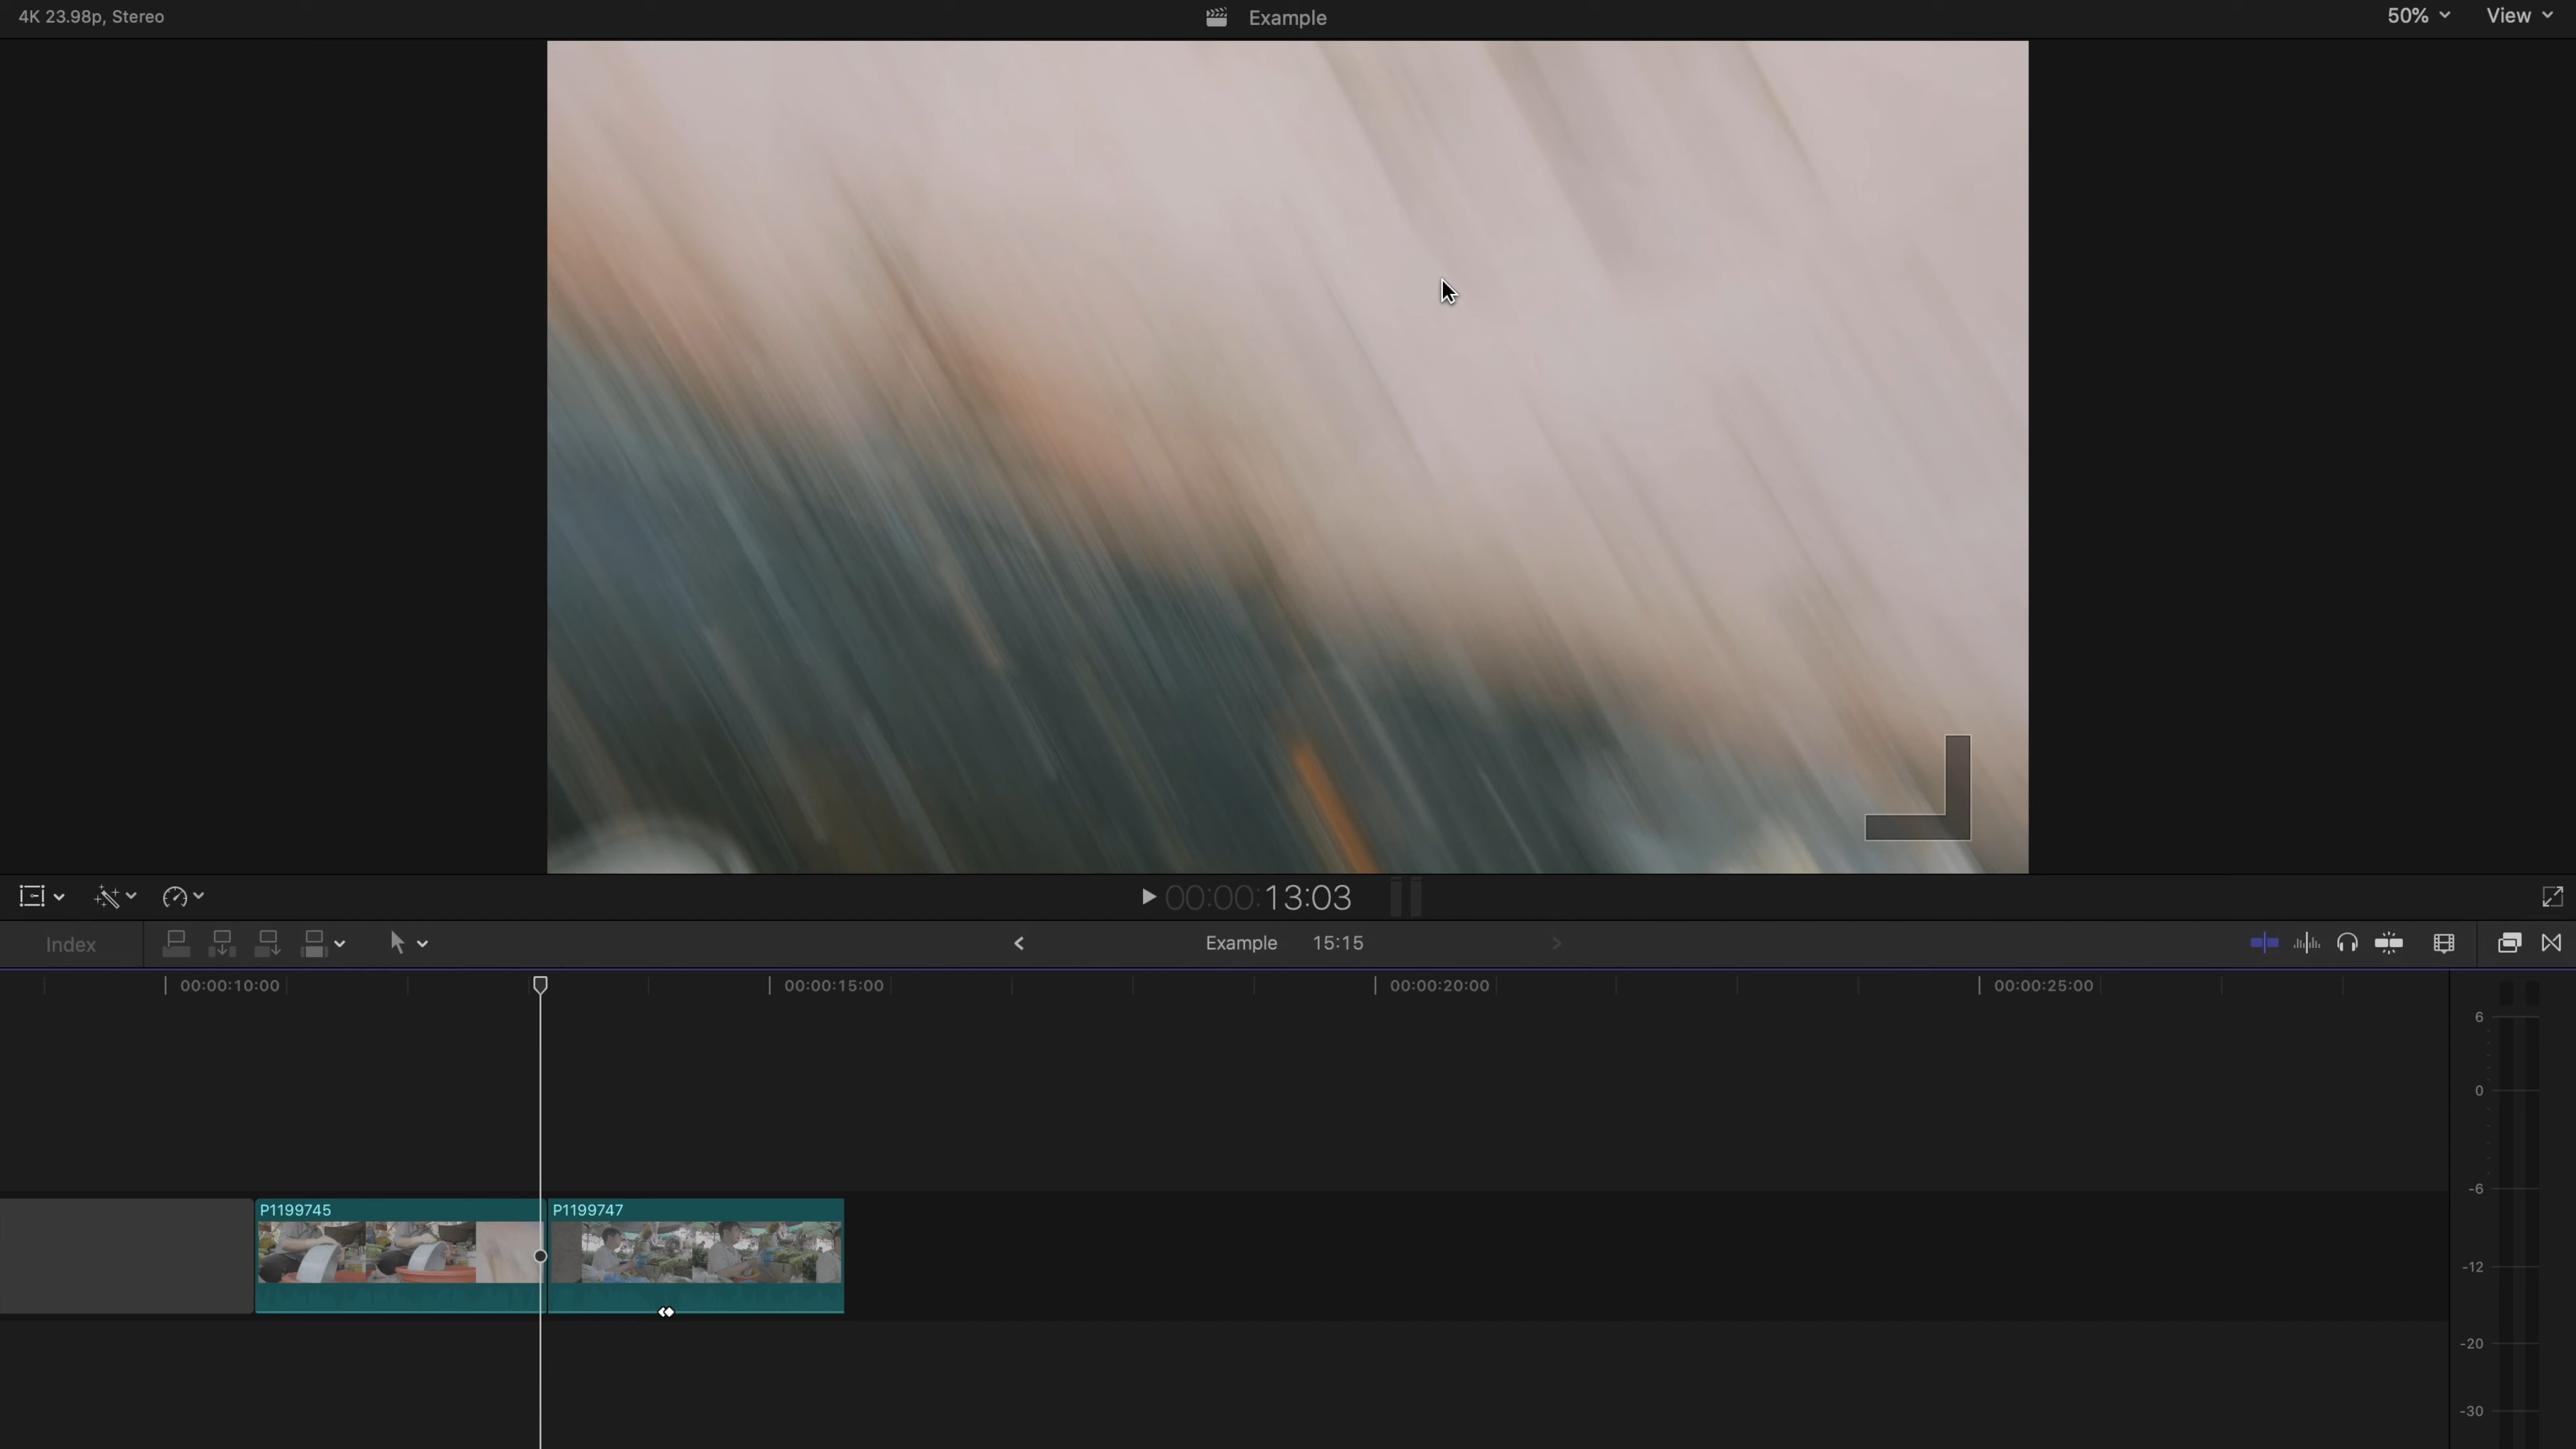 4K 23.98p, Stereo
Example
50%
View
00:00:00:13:03
Index
Example 15:15
00:00:10:00
00:00:15:00
00:00:20:00
00:00:25:00
6
0
-6
-12
-20
-30
P1199745
P1199747